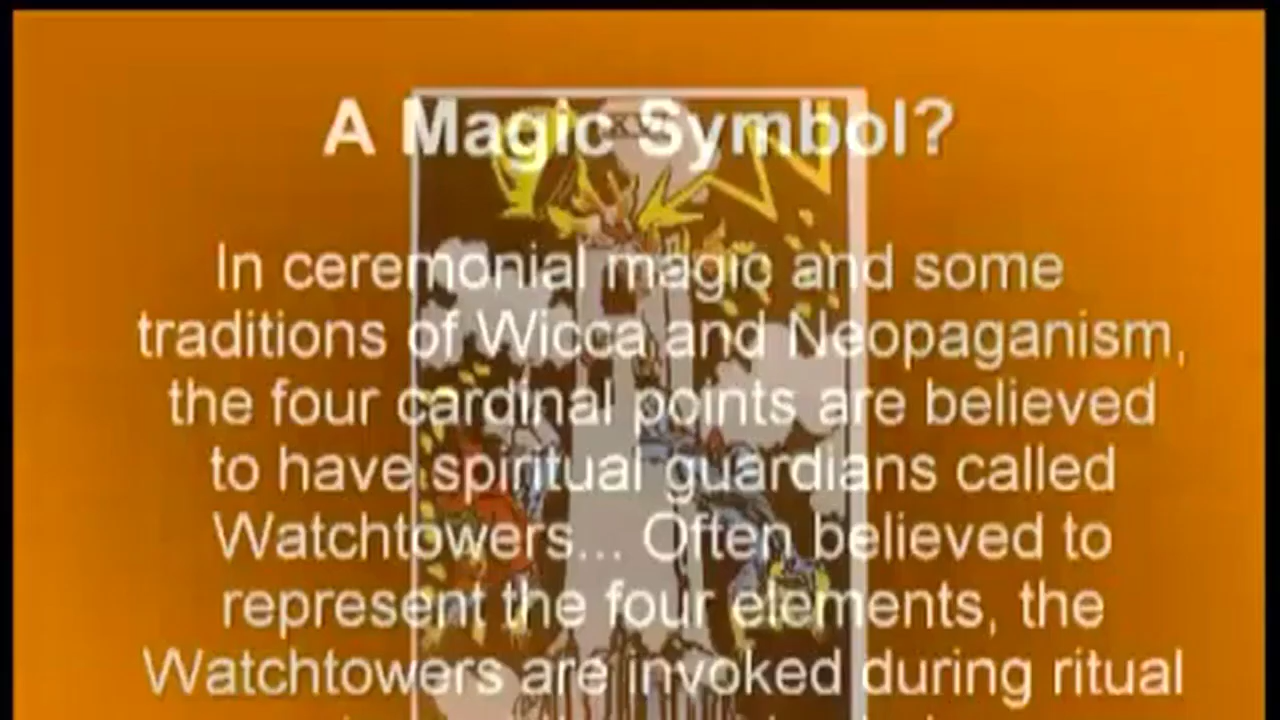 A Magic Symbol?
In ceremonial magic and some
traditions of Wicca and Neopaganism,
the four cardinal points are believed
to have spiritual guardians called
Watchtowers... Often believed to
represent the four elements, the
Watchtowers are invoked during ritual